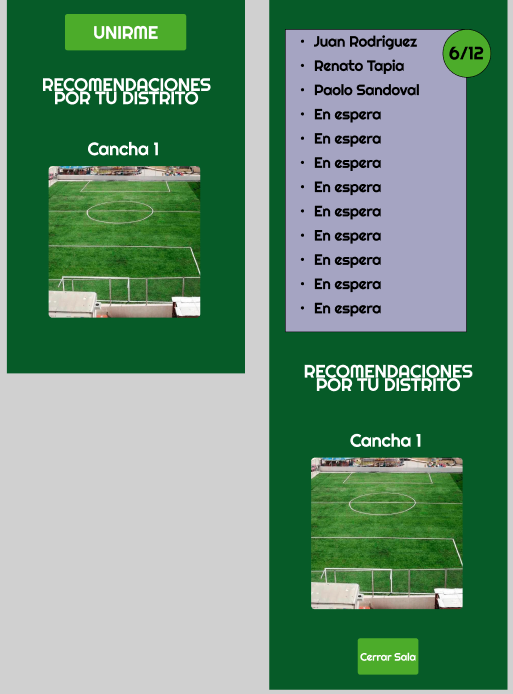 UNIRME
RECOMENDACIONES
POR TU DISTRITO
Cancha 1
6/12
• Juan Rodriguez
• Renato Tapia
• Paolo Sandoval
• En espera
• En espera
• En espera
• En espera
• En espera
• En espera
• En espera
• En espera
• En espera
RECOMENDACIONES
POR TU DISTRITO
Cancha 1
Cerrar Sala